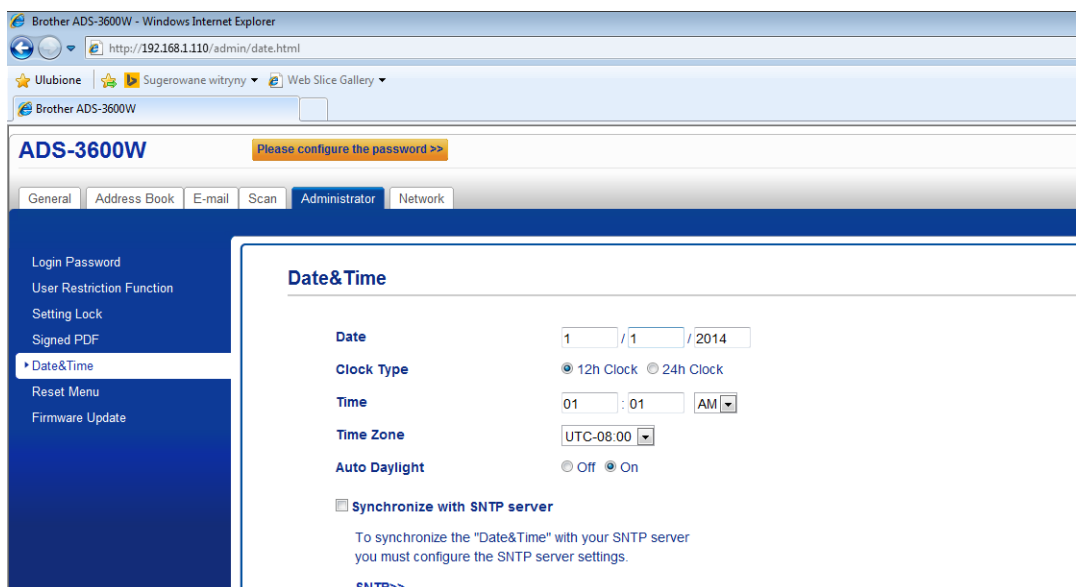 Brother ADS-3600W - Windows Internet Explorer
http://192.168.1.110/admin/date.html
Ulubione Sugerowane witryny Web Slice Gallery
Brother ADS-3600W
ADS-3600W Please configure the password >>
General Address Book E-mail Scan Administrator Network
Login Password
User Restriction Function
Setting Lock
Signed PDF
Date&Time
Reset Menu
Firmware Update
Date&Time
Date 1 / 1 / 2014
Clock Type 12h Clock 24h Clock
Time 01 : 01 AM
Time Zone UTC-08:00
Auto Daylight Off On
Synchronize with SNTP server
To synchronize the "Date&Time" with your SNTP server
you must configure the SNTP server settings.
SNTP>>